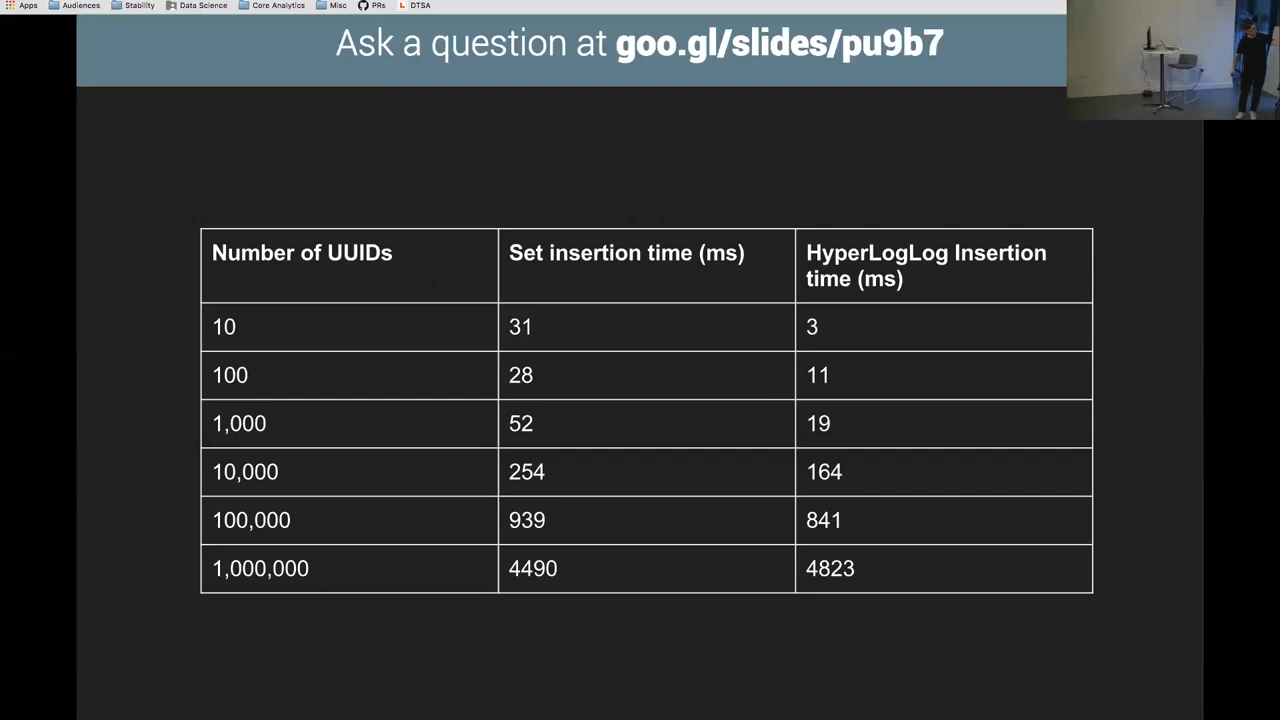 Apps Audiences Stability Data Science Core Analytics Misc PRs DTSA
Ask a question at goo.gl/slides/pu9b7
Number of UUIDs Set insertion time (ms) HyperLogLog Insertion
time (ms)
10 31 3
100 28 11
1,000 52 19
10,000 254 164
100,000 939 841
1,000,000 4490 4823